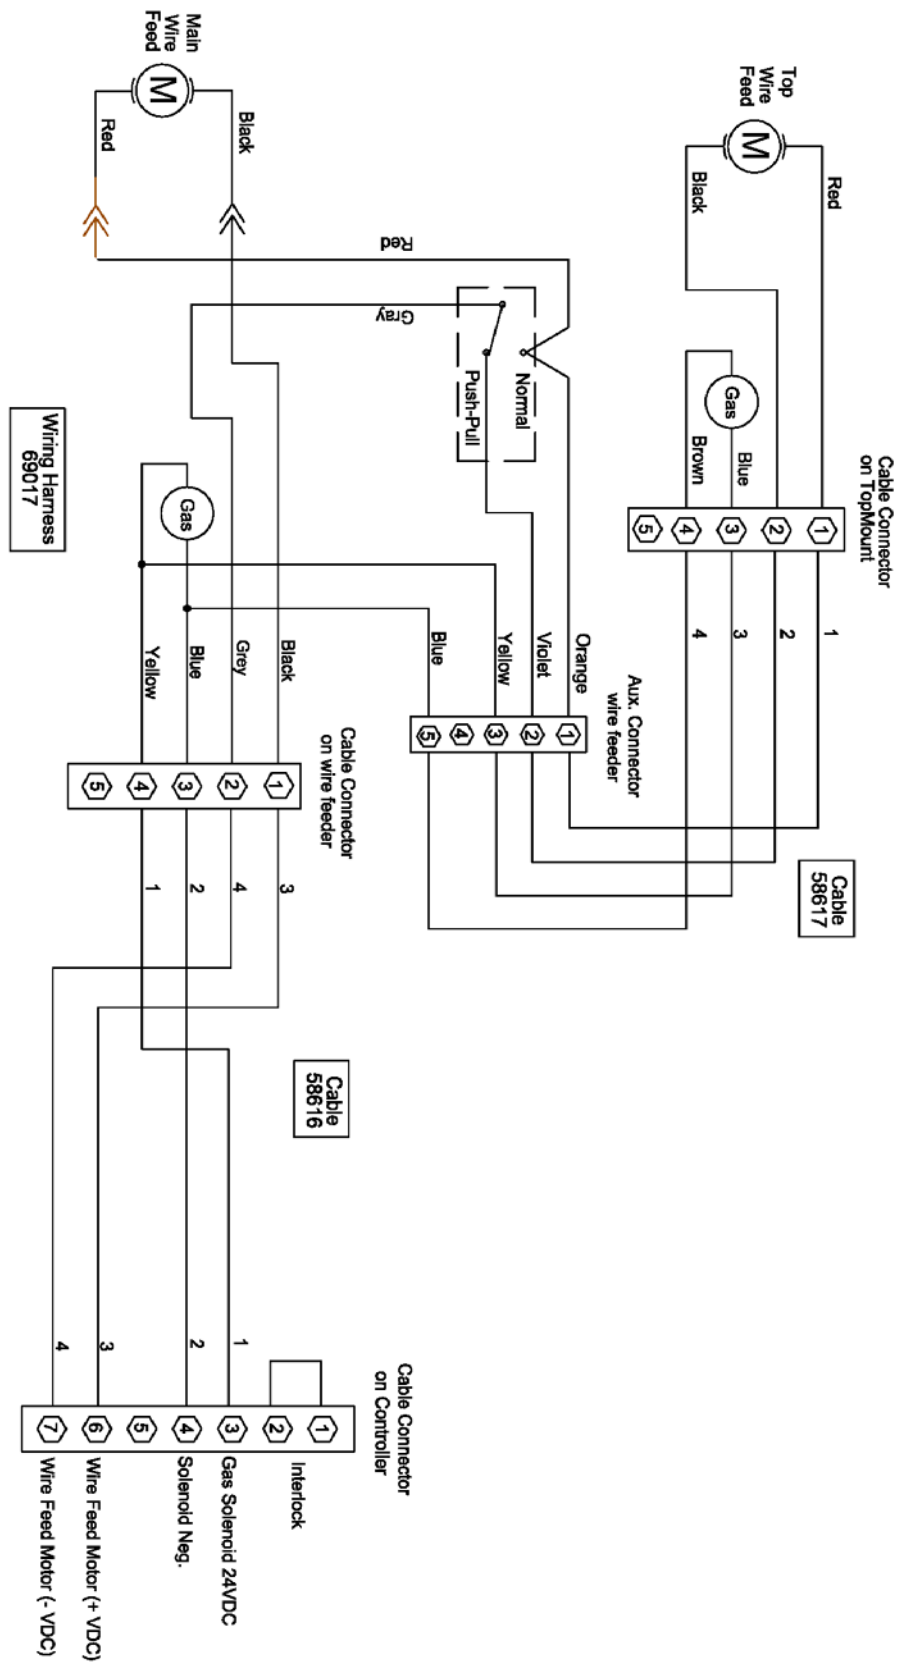 Cable Connector
on TopMount
Top
Wire
Feed
M
Red
Black
Gas
Blue
Brown
1
2
3
4
5
1
2
3
4
Cable
58617
Aux. Connector
wire feeder
Orange
Violet
Yellow
Blue
1
2
3
4
5
Normal
Push-Pull
Red
Gray
Main
Wire
Feed
M
Black
Red
Gas
Cable Connector
on wire feeder
Black
Grey
Blue
Yellow
1
2
3
4
5
3
4
2
1
Wiring Harness
69017
Cable
58616
Cable Connector
on Controller
1
2
3
4
1
2
3
4
5
6
7
Interlock
Gas Solenoid 24VDC
Solenoid Neg.
Wire Feed Motor (+ VDC)
Wire Feed Motor (- VDC)